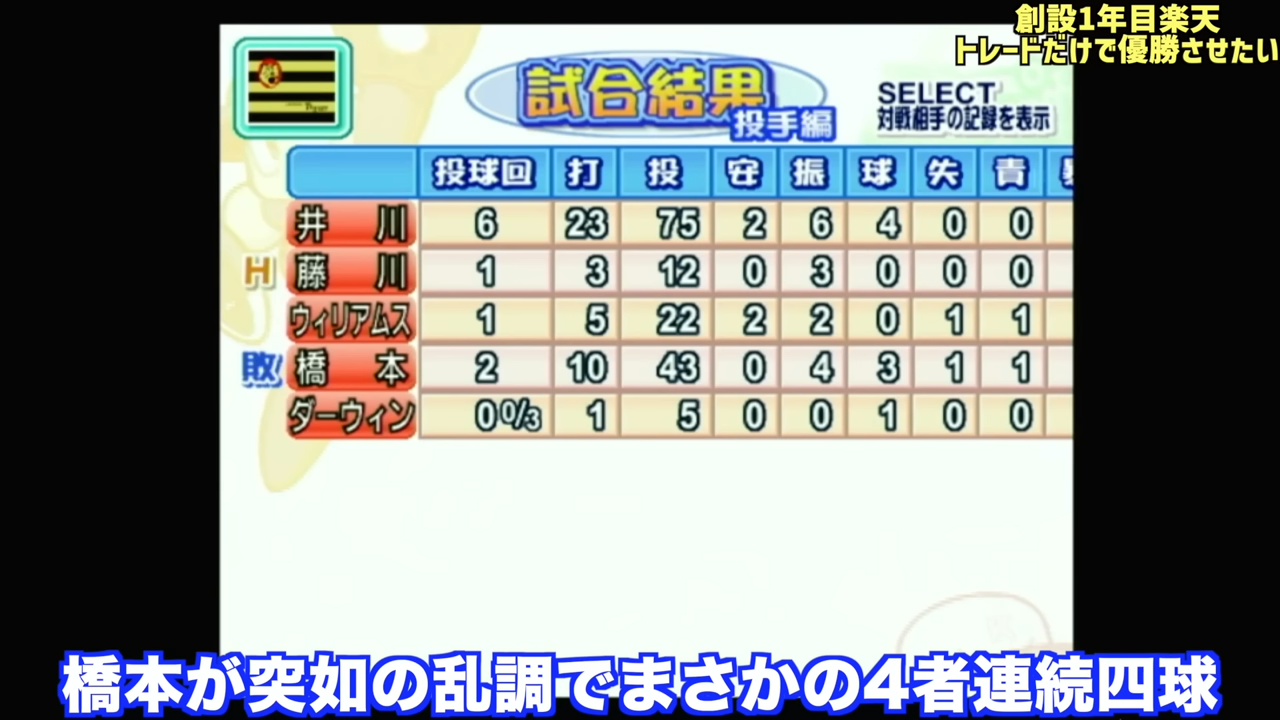 創設1年目楽天
トレードだけで優勝させたい
試合結果
投手編
SELECT
対戦相手の記録を表示
投球回 打 投 安 振 球 失 責
井川 6 23 75 2 6 4 0 0
H 藤川 1 3 12 0 3 0 0 0
ウィリアムス 1 5 22 2 2 0 1 1
敗 橋本 2 10 43 0 4 3 1 1
ダーウィン 0 0/3 1 5 0 0 1 0 0
橋本が突如の乱調でまさかの4者連続四球